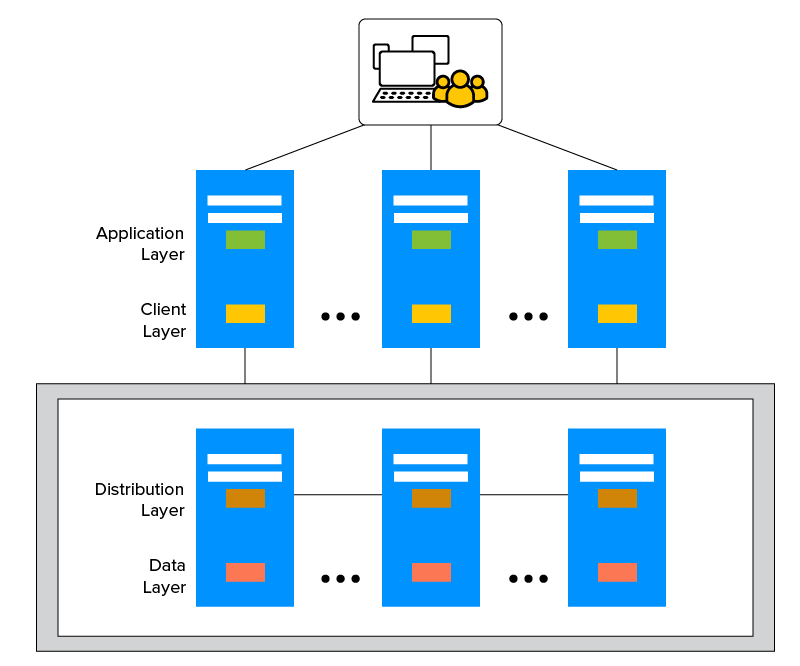 Application
Layer
Client
Layer
Distribution
Layer
Data
Layer